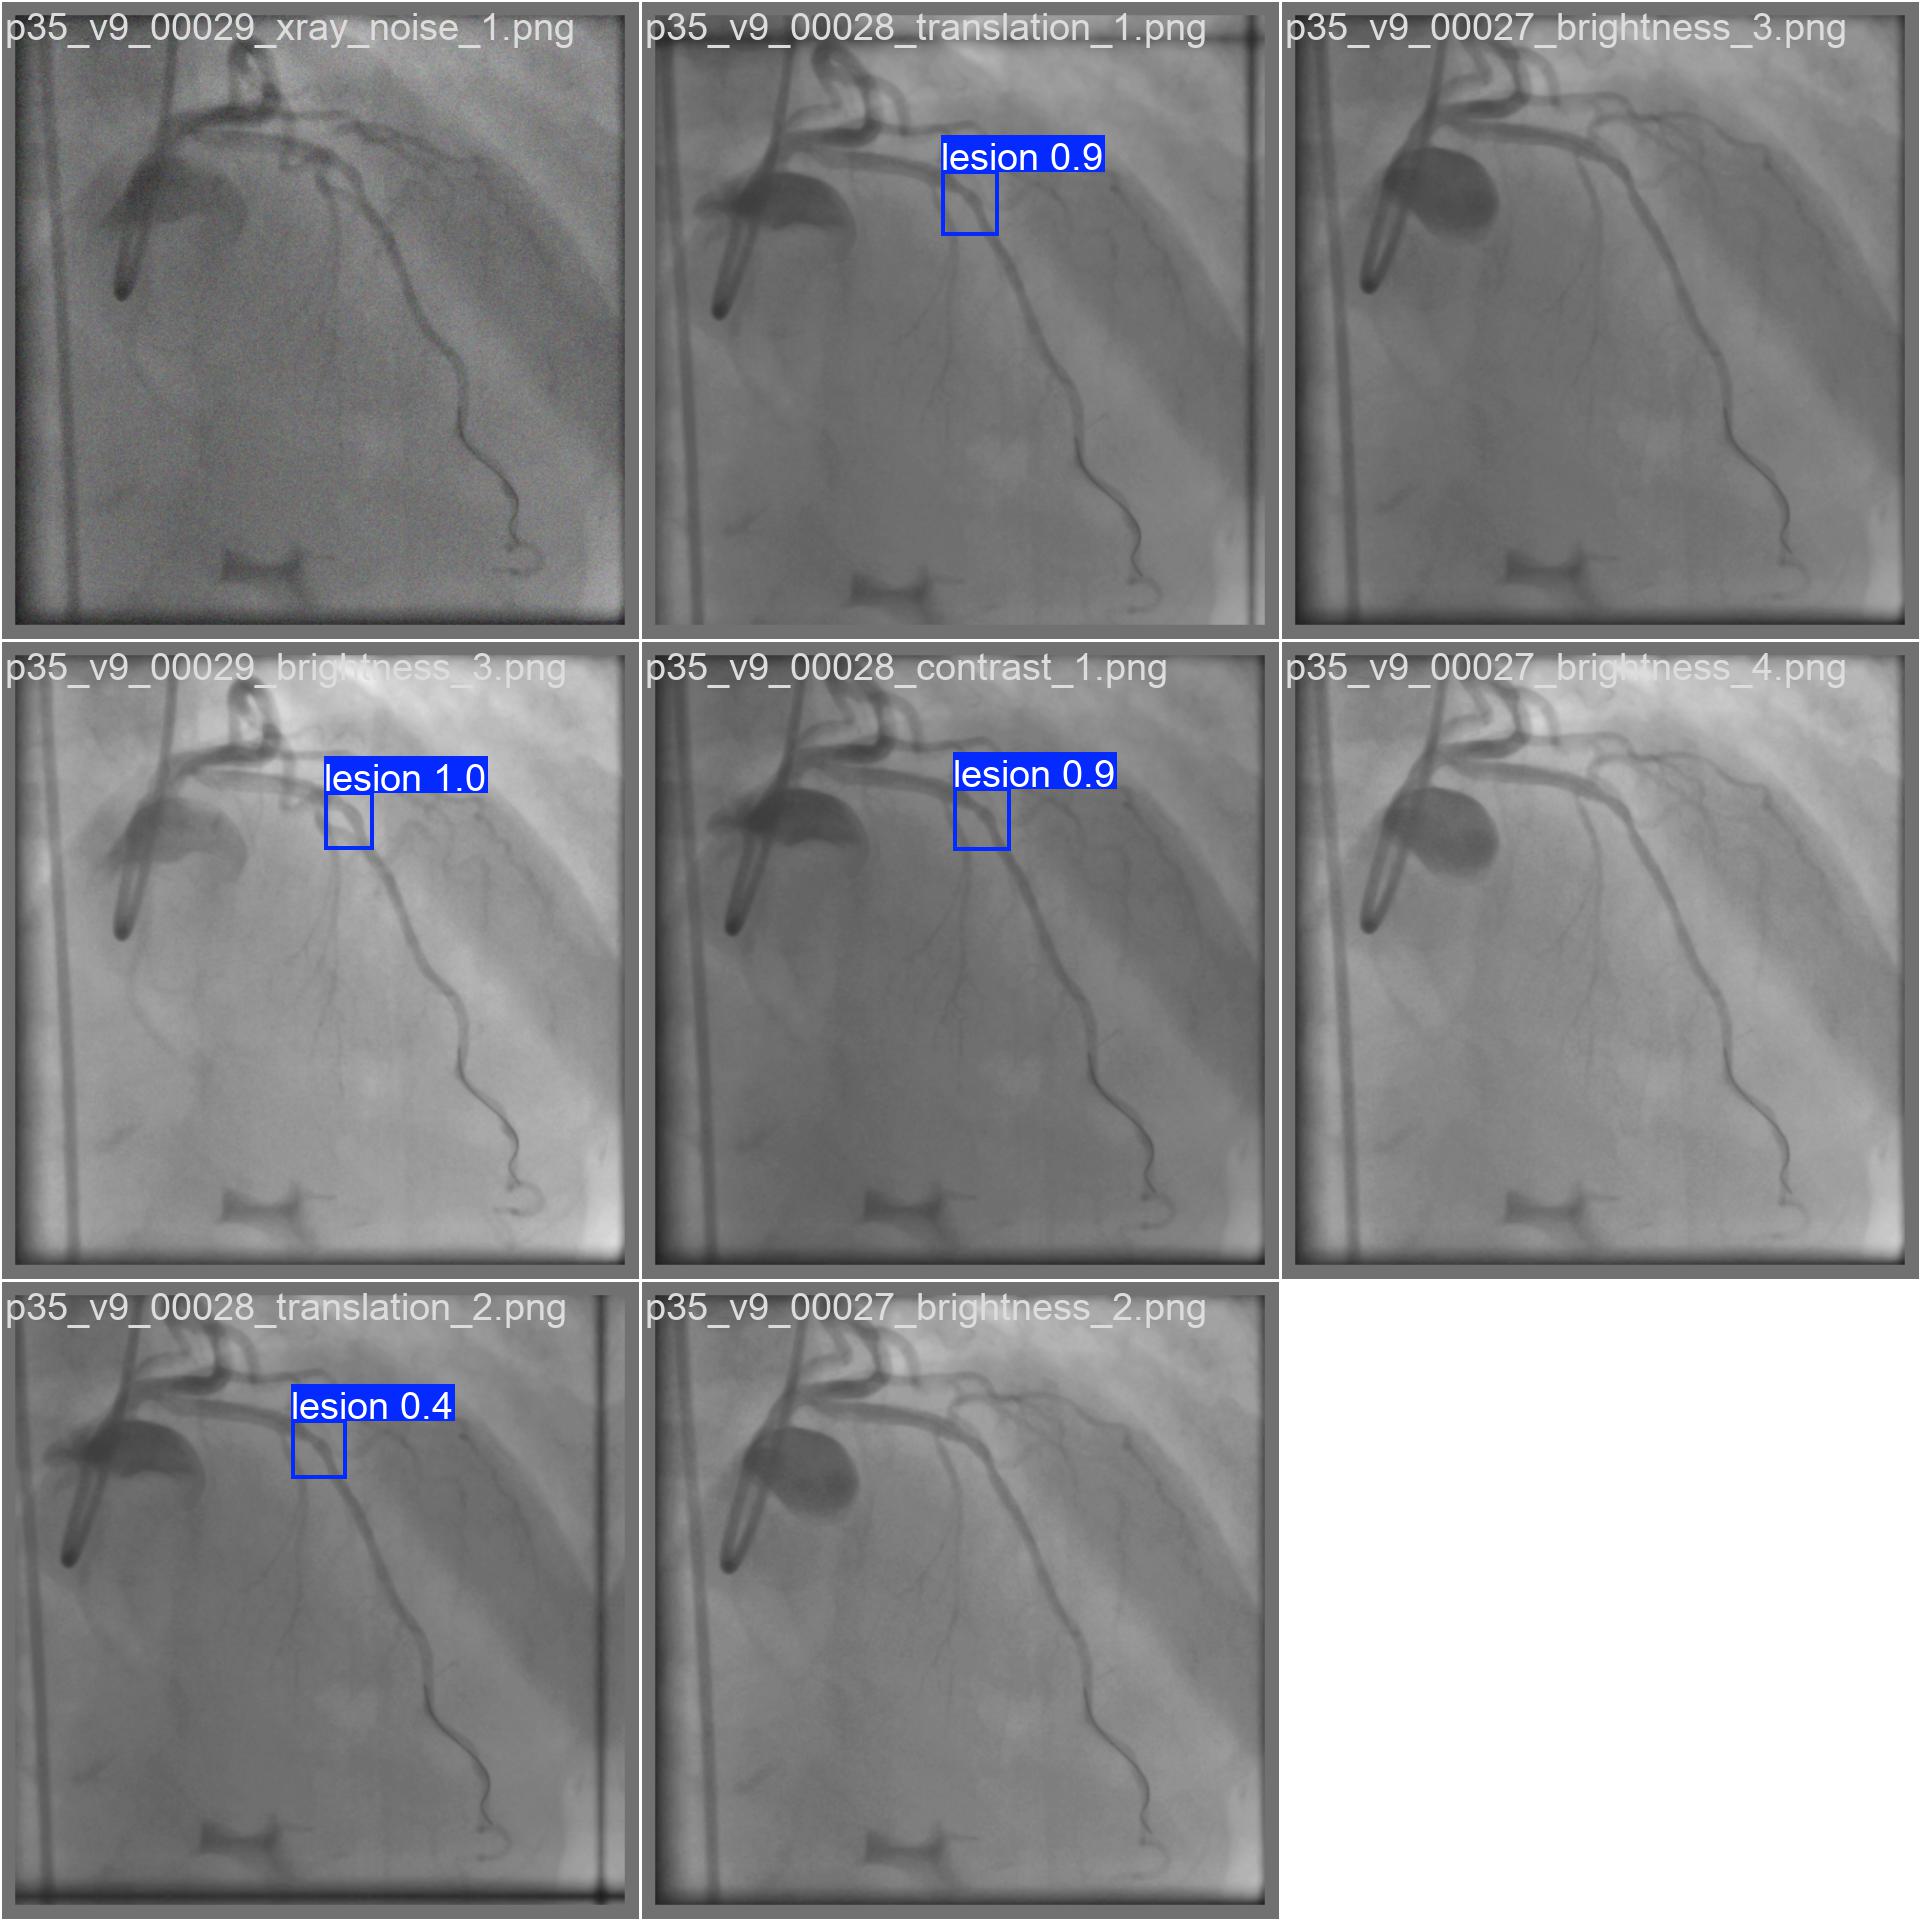 p35_v9_00029_xray_noise_1.png
p35_v9_00028_translation_1.png
p35_v9_00027_brightness_3.png
lesion 0.9
p35_v9_00029_brightness_3.png
p35_v9_00028_contrast_1.png
p35_v9_00027_brightness_4.png
lesion 1.0
lesion 0.9
p35_v9_00028_translation_2.png
p35_v9_00027_brightness_2.png
lesion 0.4